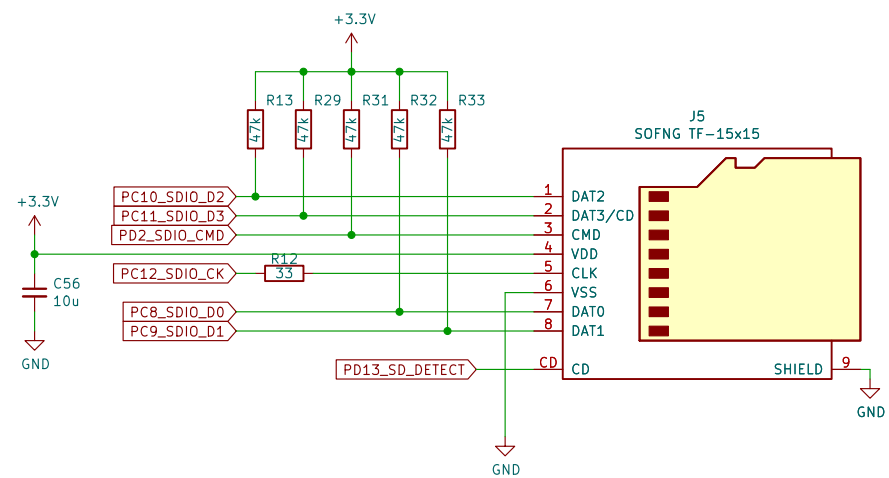 +3.3V
R13
R29
R31
R32
R33
47k
47k
47k
47k
47k
J5
SOFNG TF-15x15
+3.3V
PC10_SDIO_D2
1
DAT2
PC11_SDIO_D3
2
DAT3/CD
PD2_SDIO_CMD
3
CMD
4
VDD
R12
PC12_SDIO_CK
33
5
CLK
C56
10u
6
VSS
PC8_SDIO_D0
7
DAT0
PC9_SDIO_D1
8
DAT1
GND
PD13_SD_DETECT
CD
CD
SHIELD
9
GND
GND